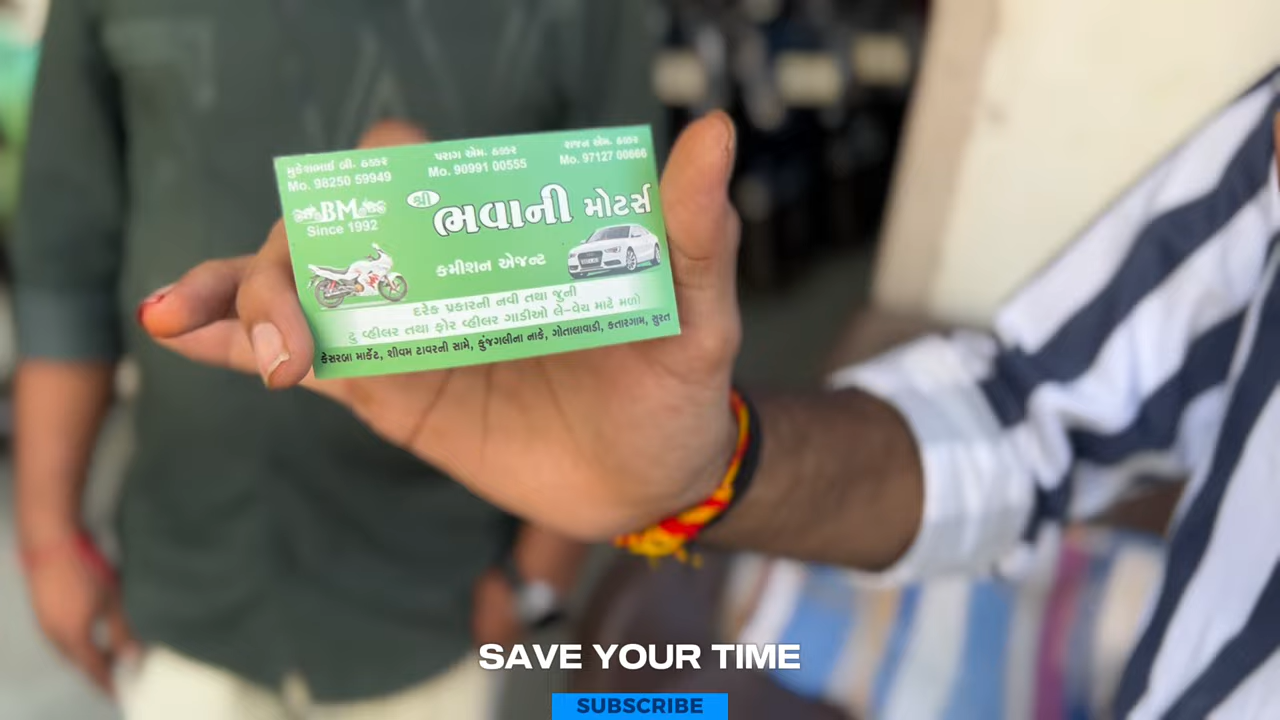 મુકેશભાઈ બી. ઠક્કર
Mo. 98250 59949
પરાગ એમ. ઠક્કર
Mo. 90991 00555
રાજન એમ. ઠક્કર
Mo. 97127 00666
BM
Since 1992
શ્રી ભવાની મોટર્સ
કમીશન એજન્ટ
દરેક પ્રકારની નવી તથા જુની
ટુ વ્હીલર તથા ફોર વ્હીલર ગાડીઓ લે-વેચ માટે મળો
કેસરબા માર્કેટ, શીવમ ટાવરની સામે, કુંજગલીના નાકે, ગોતાલાવાડી, કતારગામ, સુરત
SAVE YOUR TIME
SUBSCRIBE